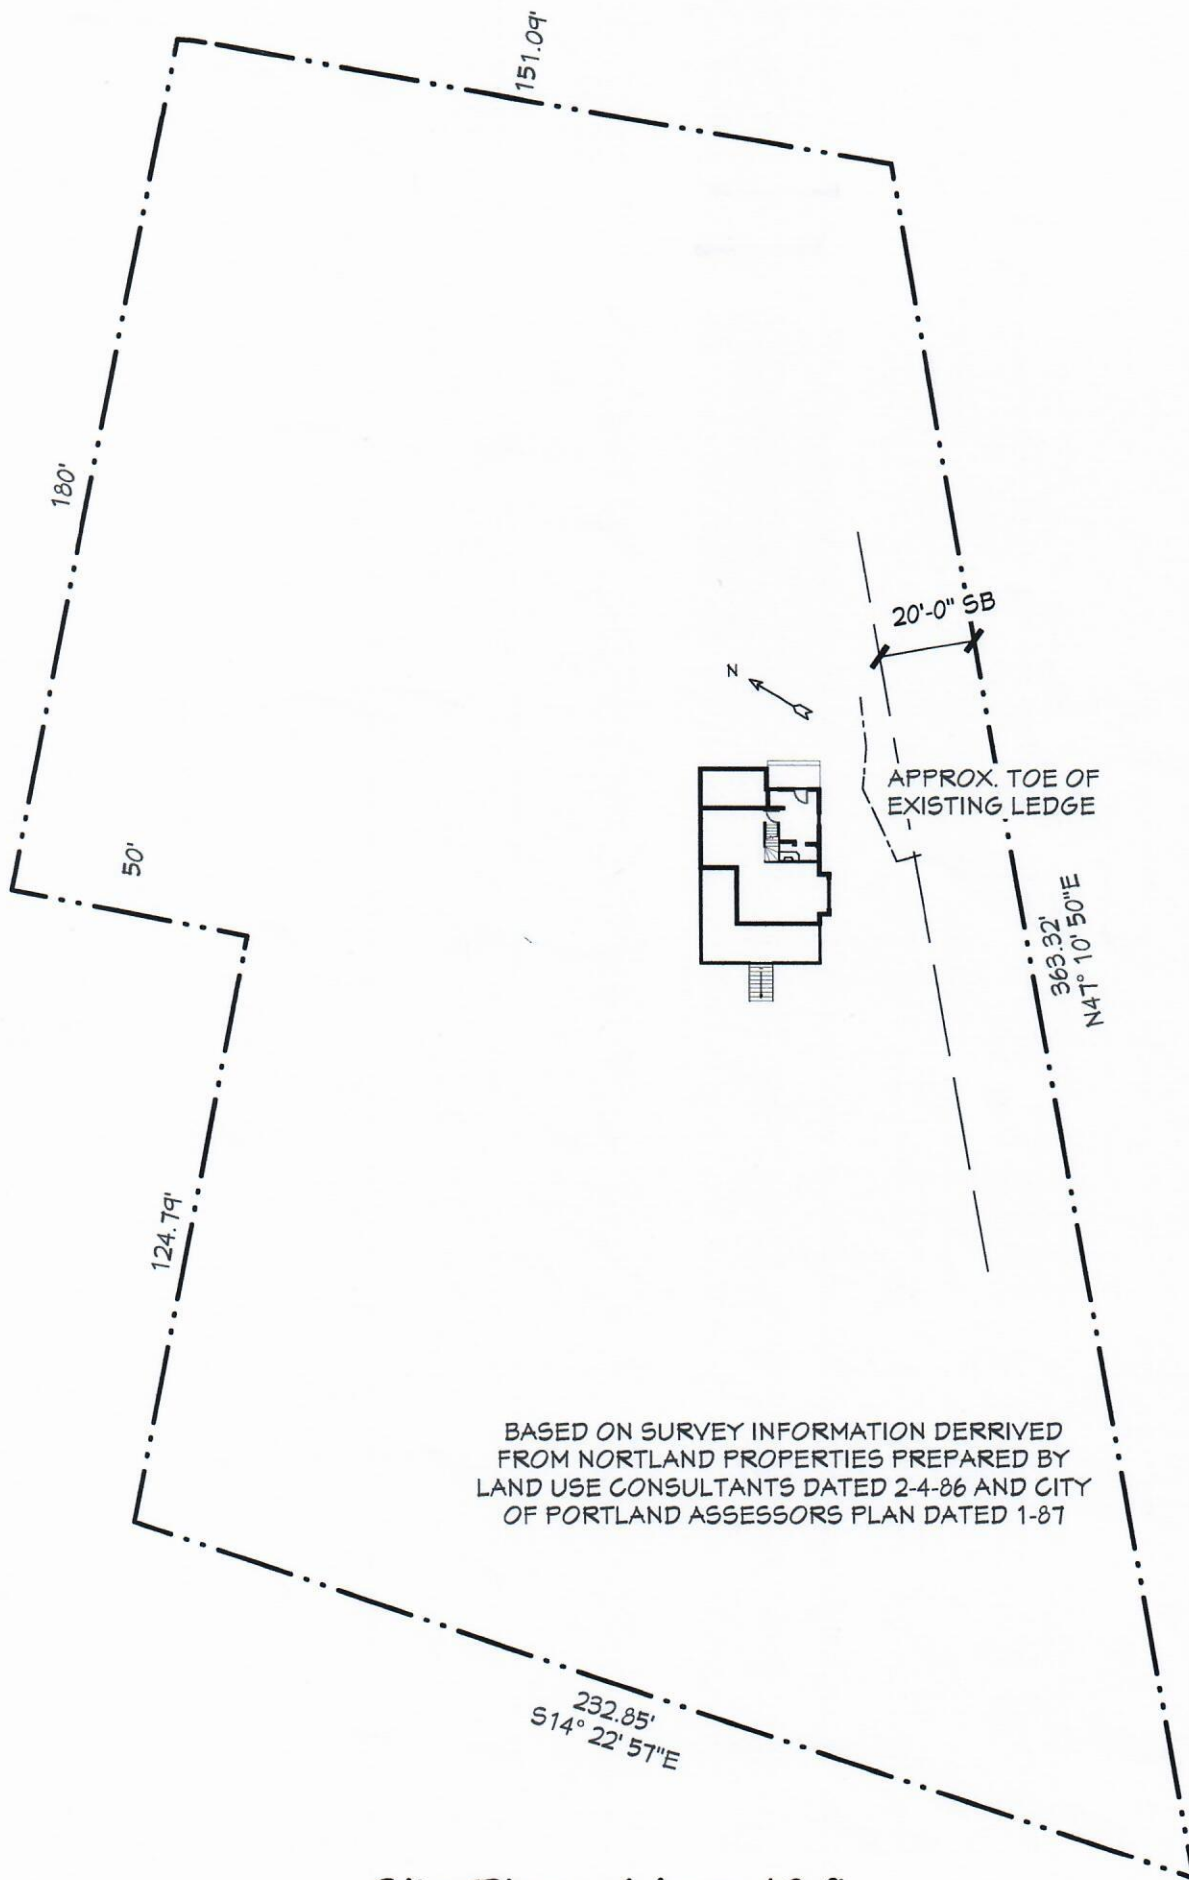 151.09'
180'
20'-0" SB
N
APPROX. TOE OF
EXISTING LEDGE
50'
363.32'
N47° 10' 50"E
124.79'
BASED ON SURVEY INFORMATION DERRIVED
FROM NORTLAND PROPERTIES PREPARED BY
LAND USE CONSULTANTS DATED 2-4-86 AND CITY
OF PORTLAND ASSESSORS PLAN DATED 1-87
232.85'
S14° 22' 57"E